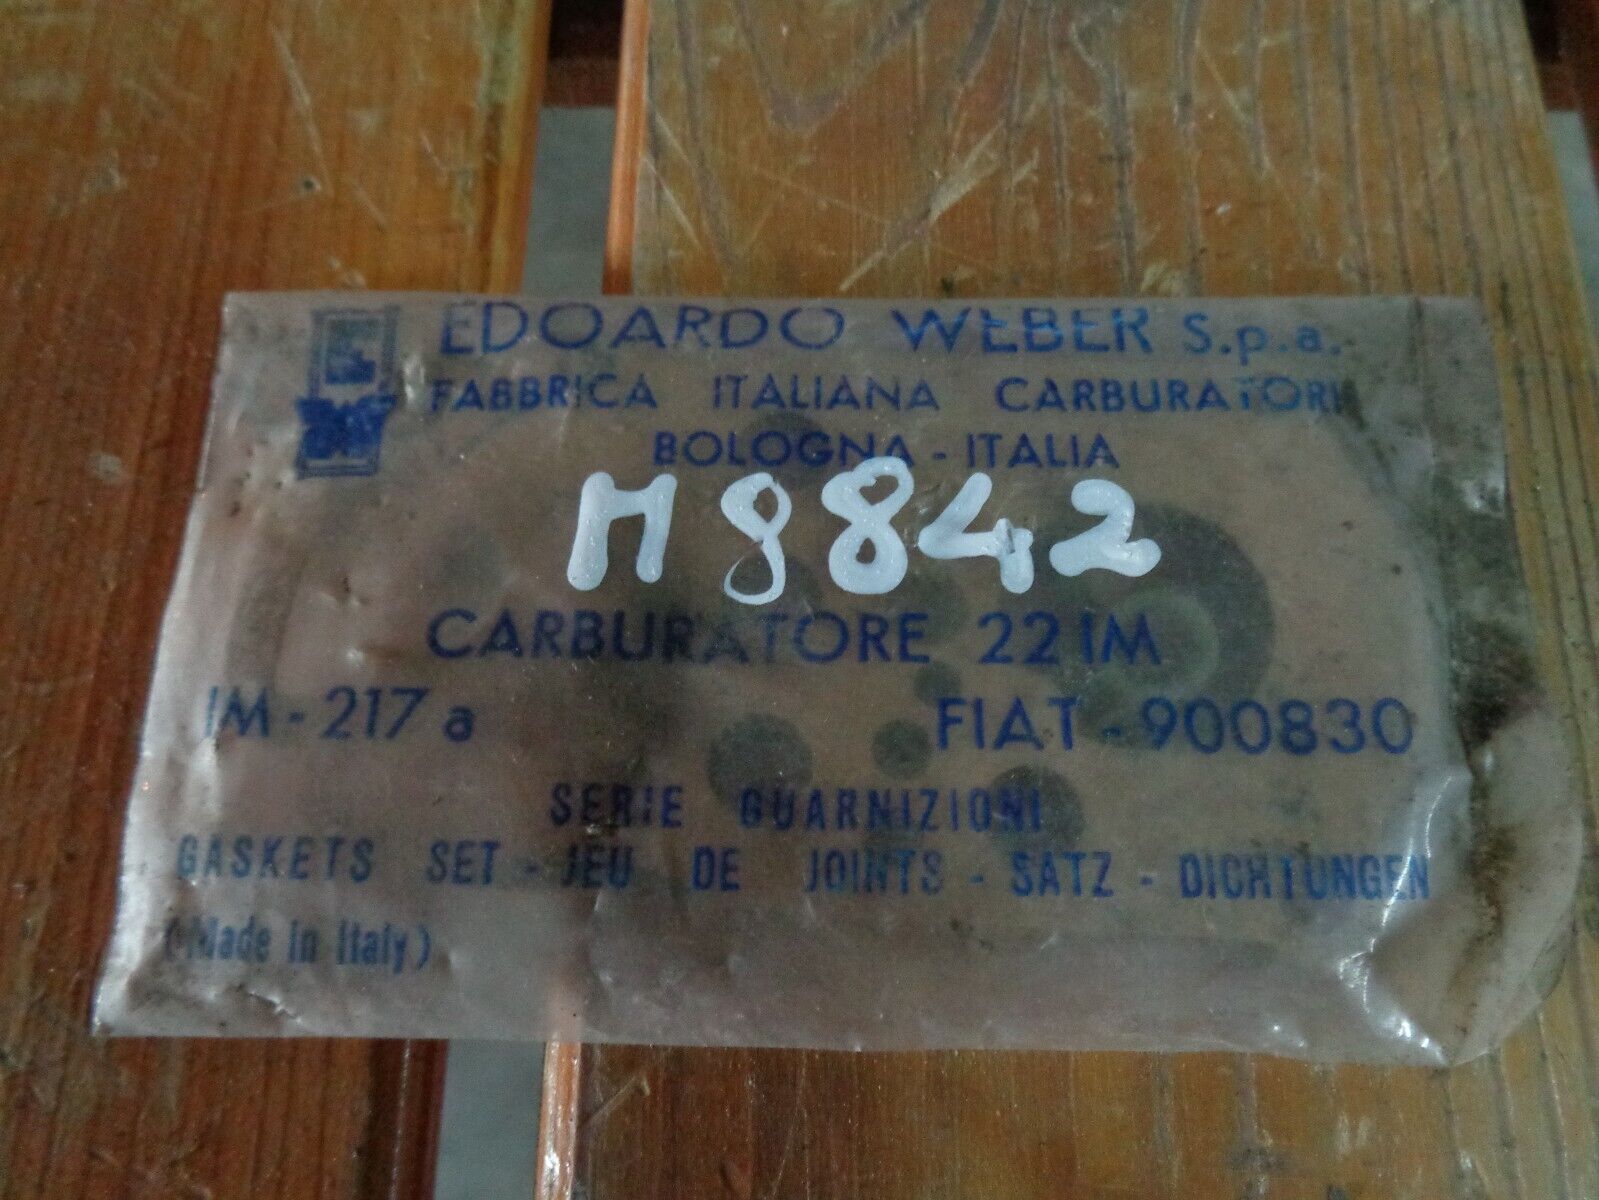 EDOARDO WEBER S.p.a.
FABBRICA ITALIANA CARBURATORI
BOLOGNA - ITALIA
M9842
CARBURATORE 22 IM
IM - 217 a FIAT - 900830
SERIE GUARNIZIONI
GASKETS SET - JEU DE JOINTS - SATZ - DICHTUNGEN
(Made in Italy)